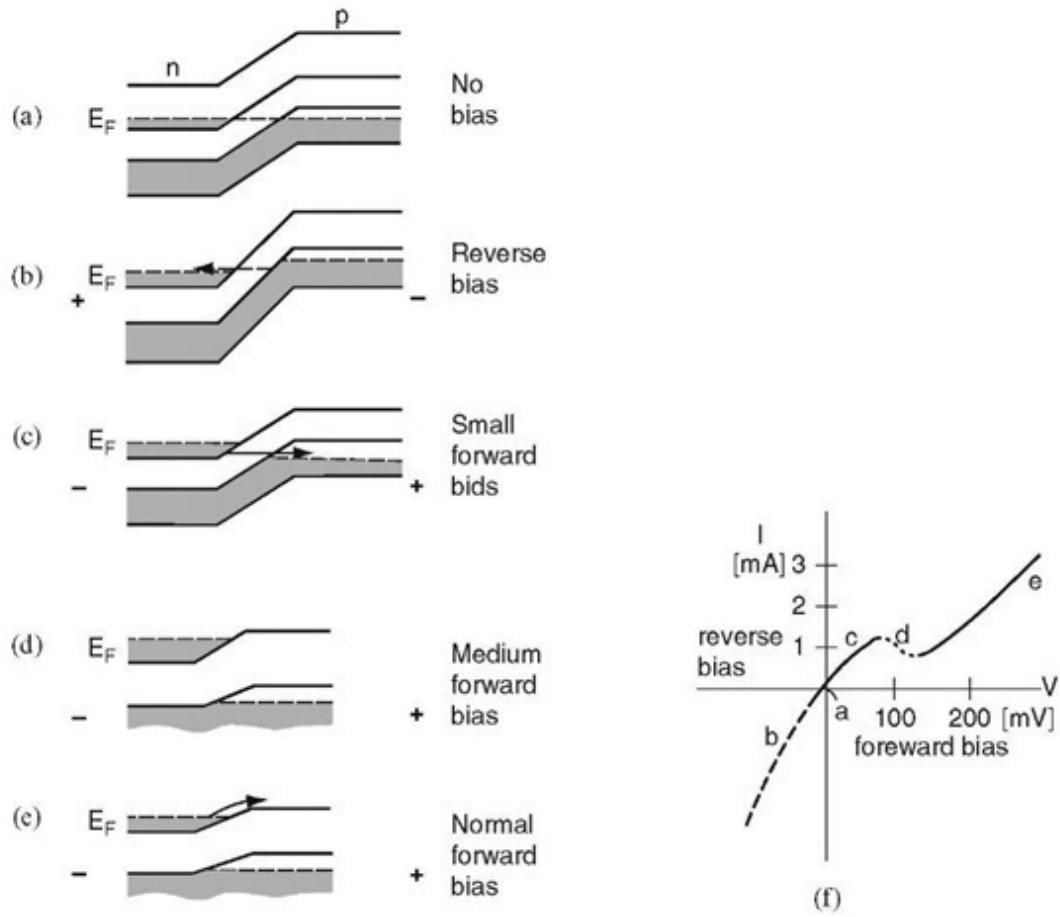 p
n
(a)
E_F
No
bias
(b)
E_F
+
–
Reverse
bias
(c)
E_F
–
+
Small
forward
bids
(d)
E_F
–
+
Medium
forward
bias
(e)
E_F
–
+
Normal
forward
bias
I
[mA]
3
2
1
e
c
d
reverse
bias
V
a
100
200
[mV]
b
foreward bias
(f)